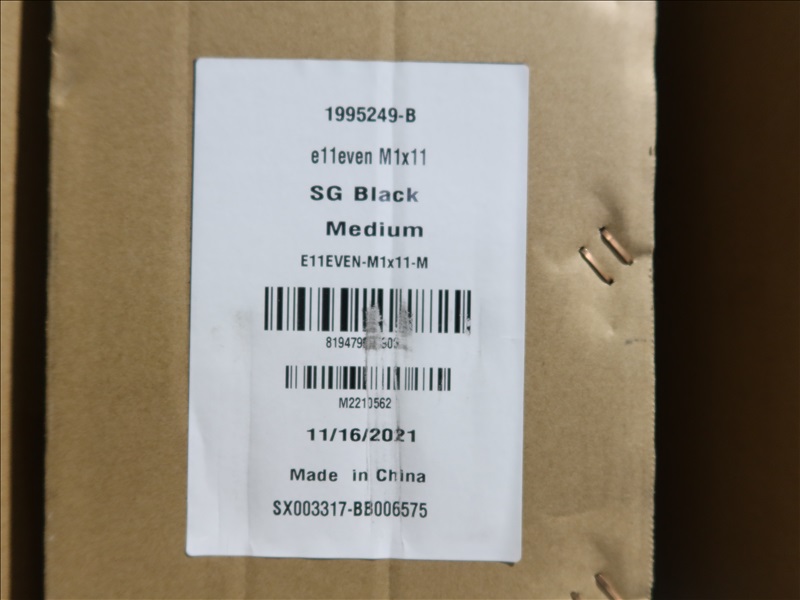 1995249-B
e11even M1x11
SG Black
Medium
E11EVEN-M1x11-M
M2210562
11/16/2021
Made in China
SX003317-BB006575